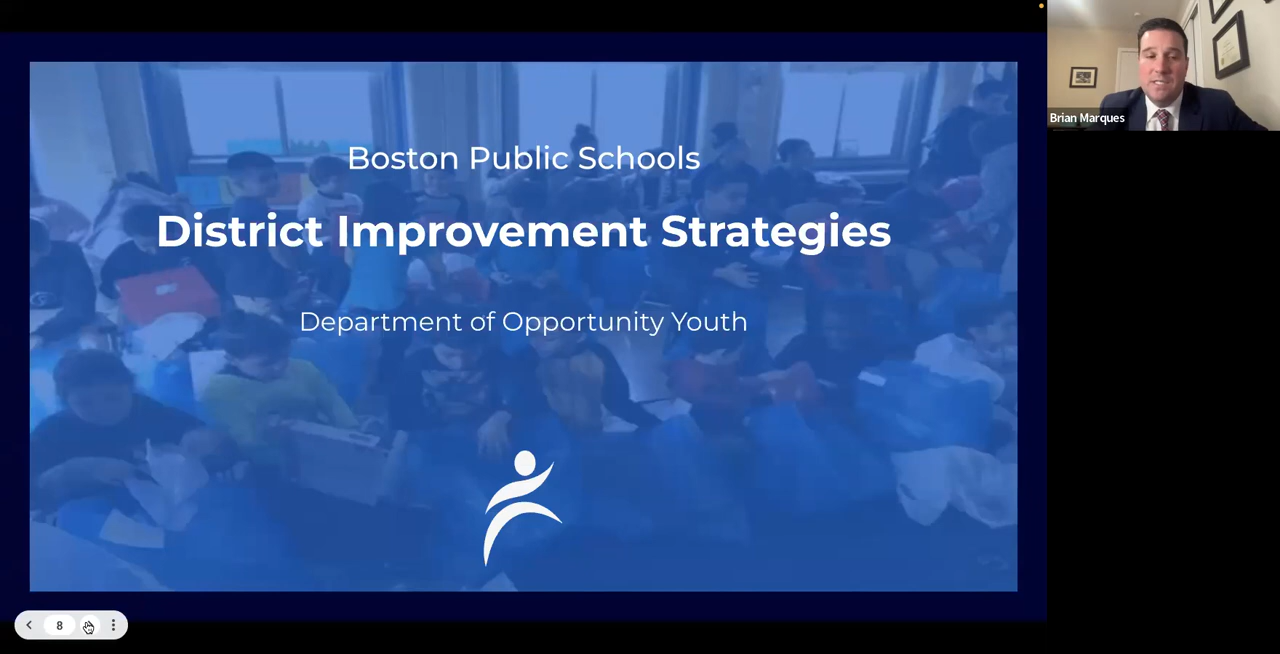 Boston Public Schools
District Improvement Strategies
Department of Opportunity Youth
Brian Marques
8